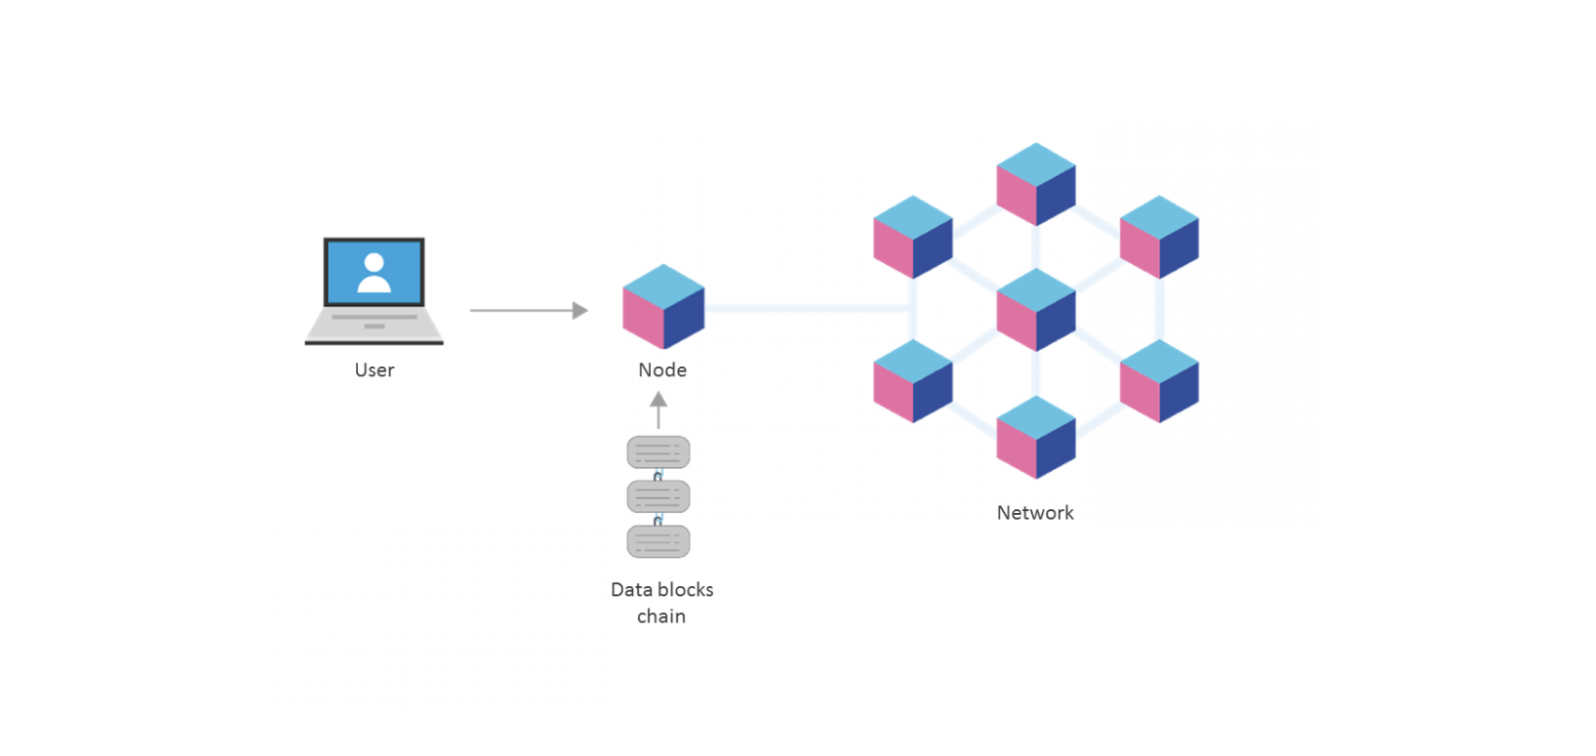 User
Node
Data blocks
chain
Network